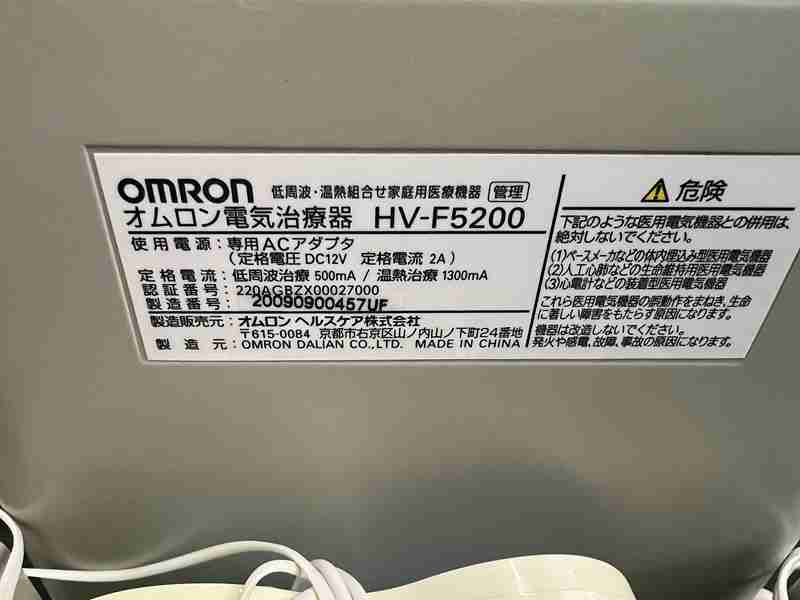 OMRON 低周波・温熱組合せ家庭用医療機器 管理
オムロン電気治療器 HV-F5200
使用電源：専用ACアダプタ
（定格電圧 DC12V 定格電流 2A）
定格電流：低周波治療 500mA / 温熱治療 1300mA
認証番号：220AGBZX00027000
製造番号：20090900457UF
製造販売元：オムロン ヘルスケア株式会社
〒615-0084 京都市右京区山ノ内山ノ下町24番地
製造元：OMRON DALIAN CO.,LTD. MADE IN CHINA
危険
下記のような医用電気機器との併用は、
絶対しないでください。
(1)ペースメーカなどの体内埋込み型医用電気機器
(2)人工心肺などの生命維持用医用電気機器
(3)心電計などの装着型医用電気機器
これら医用電気機器の誤動作をまねき、生命
に著しい障害をもたらす原因になります。
機器は改造しないでください。
発火や感電、故障、事故の原因になります。